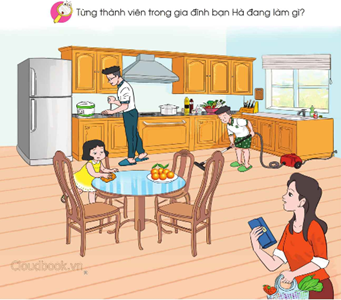 Từng thành viên trong gia đình bạn Hà đang làm gì?
Cloudbook.vn